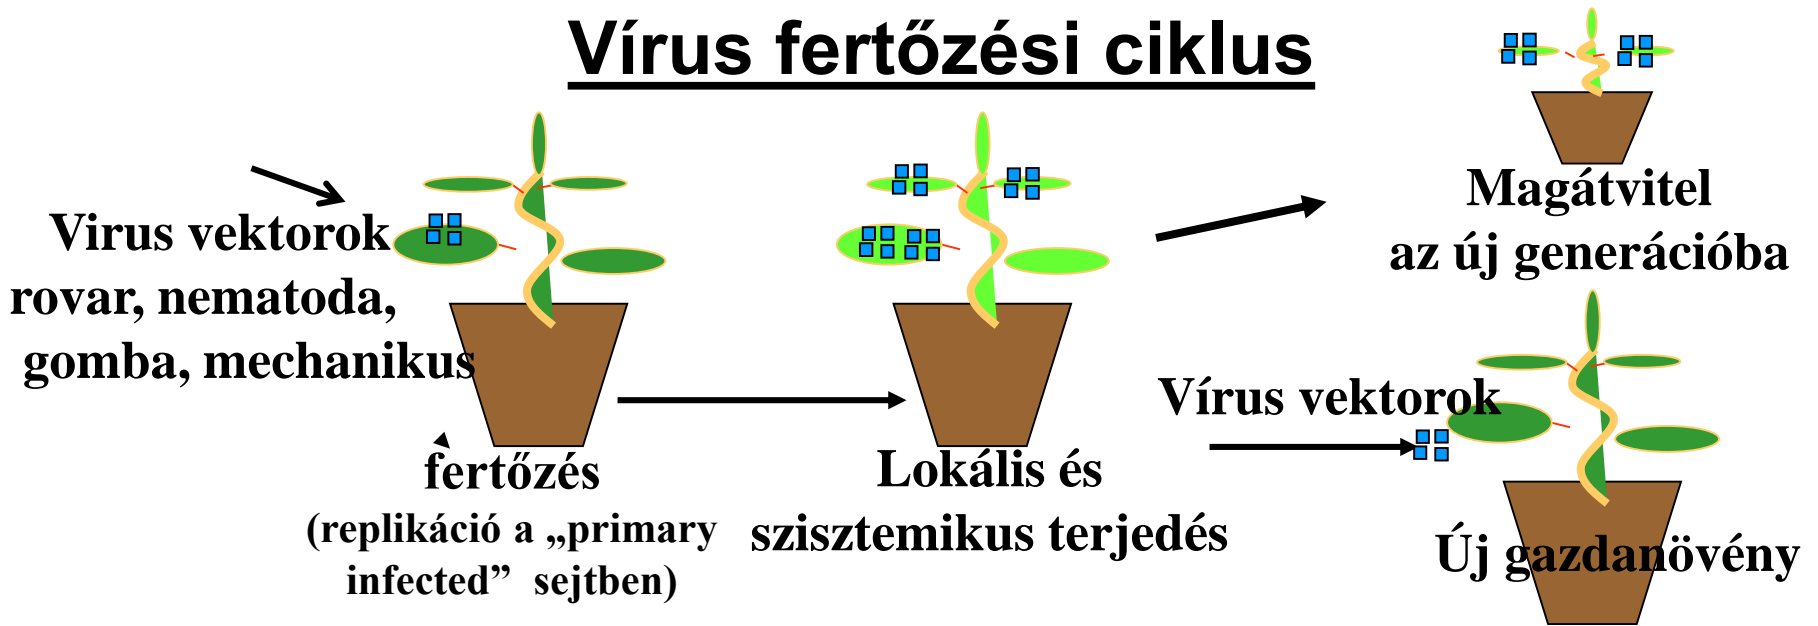 Vírus fertőzési ciklus
Virus vektorok
rovar, nematoda,
gomba, mechanikus
fertőzés
(replikáció a „primary
infected” sejtben)
Lokális és
szisztemikus terjedés
Magátvitel
az új generációba
Vírus vektorok
Új gazdanövény